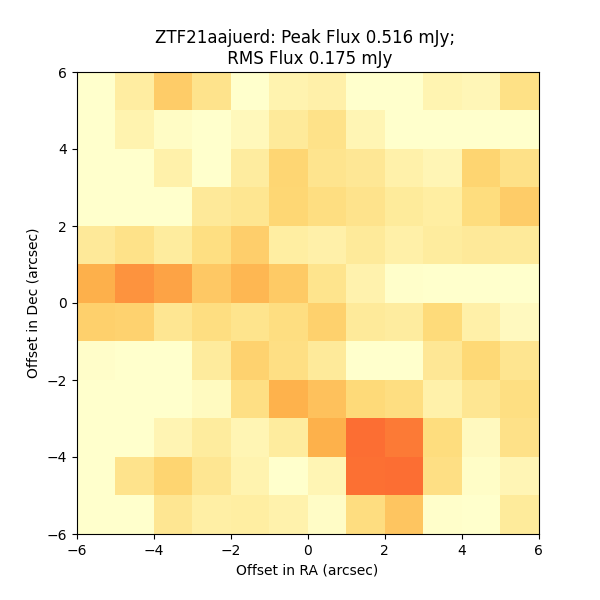 ZTF21aajuerd: Peak Flux 0.516 mJy;
RMS Flux 0.175 mJy
6
4
2
0
−2
−4
−6
Offset in Dec (arcsec)
−6 −4 −2 0 2 4 6
Offset in RA (arcsec)